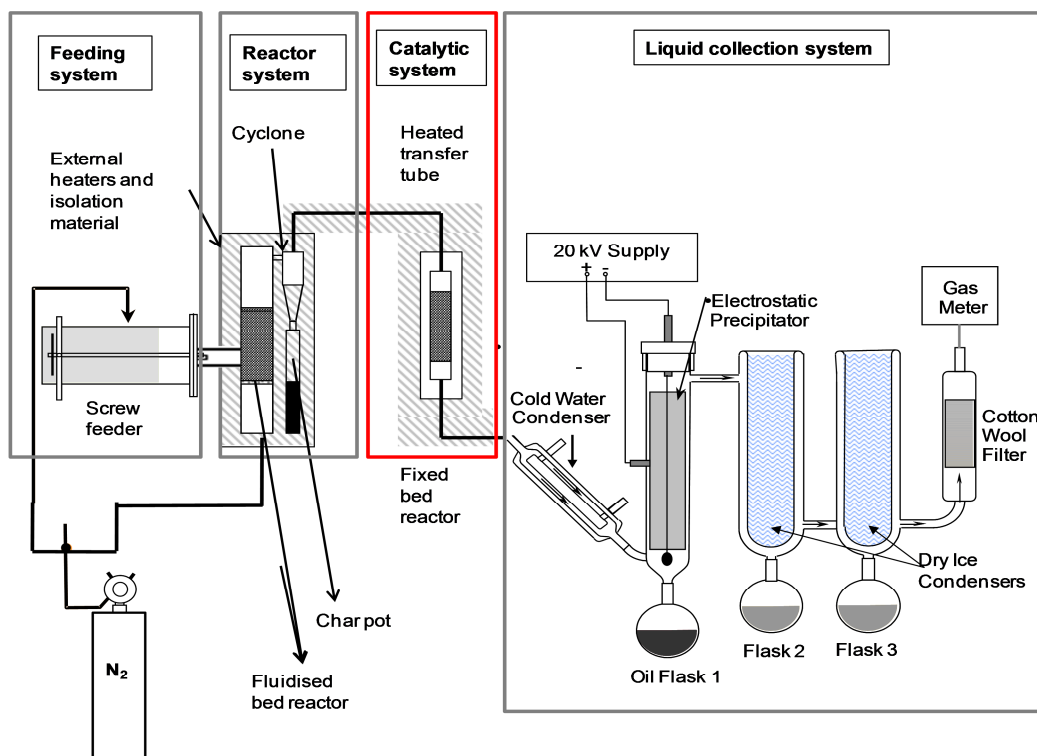 Feeding
system
Reactor
system
Catalytic
system
Liquid collection system
Cyclone
Heated
transfer
tube
External
heaters and
isolation
material
20 kV Supply
+ -
Electrostatic
Precipitator
Gas
Meter
Cold Water
Condenser
Screw
feeder
Cotton
Wool
Filter
Fixed
bed
reactor
Dry Ice
Condensers
Char pot
Flask 2
Flask 3
Oil Flask 1
N₂
Fluidised
bed reactor